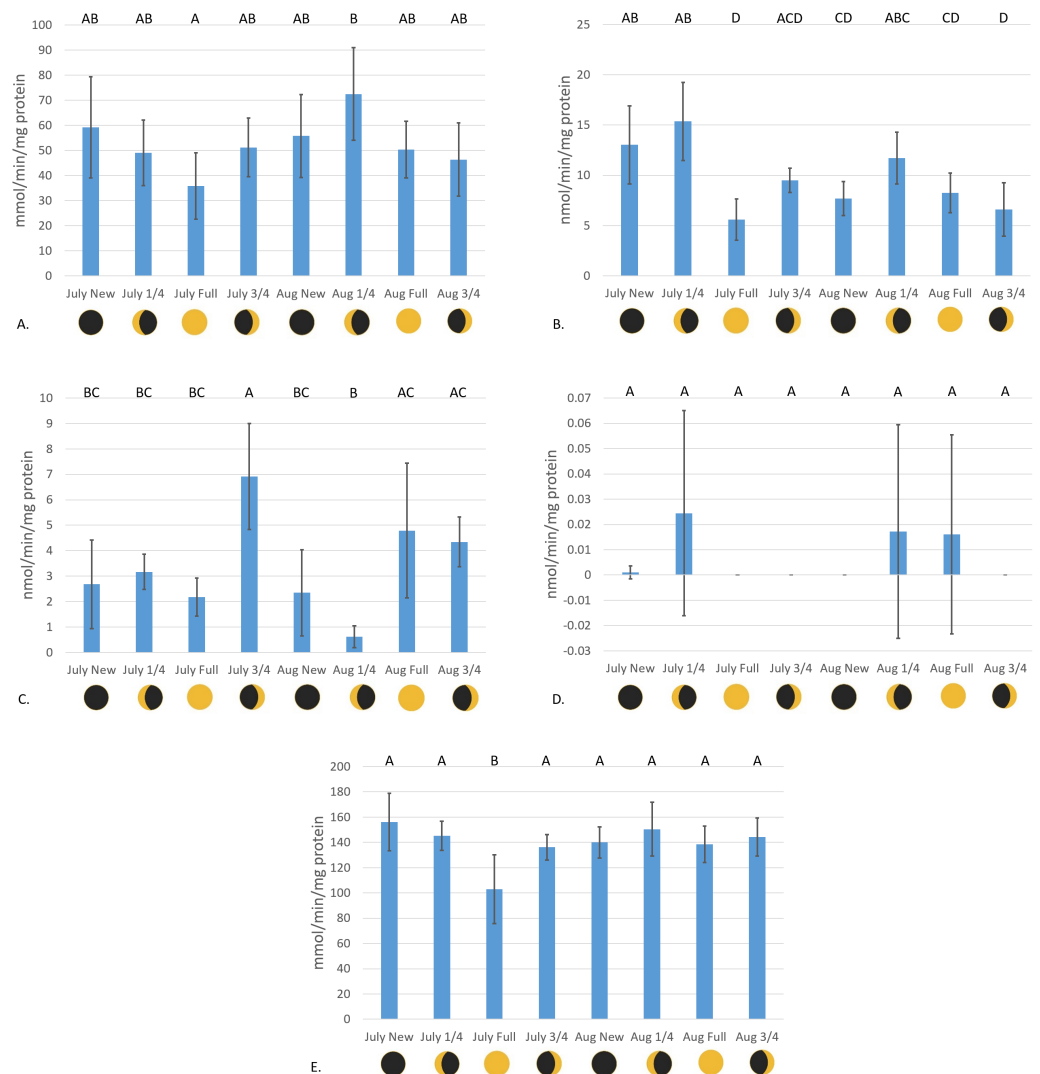 AB AB A AB AB B AB AB
100
90
80
70
60
50
40
30
20
10
0
mmol/min/mg protein
July New July 1/4 July Full July 3/4 Aug New Aug 1/4 Aug Full Aug 3/4
A.
AB AB D ACD CD ABC CD D
25
20
15
10
5
0
nmol/min/mg protein
July New July 1/4 July Full July 3/4 Aug New Aug 1/4 Aug Full Aug 3/4
B.
BC BC BC A BC B AC AC
10
9
8
7
6
5
4
3
2
1
0
nmol/min/mg protein
July New July 1/4 July Full July 3/4 Aug New Aug 1/4 Aug Full Aug 3/4
C.
A A A A A A A A
0.07
0.06
0.05
0.04
0.03
0.02
0.01
0
-0.01
-0.02
-0.03
nmol/min/mg protein
July New July 1/4 July Full July 3/4 Aug New Aug 1/4 Aug Full Aug 3/4
D.
A A B A A A A A
200
180
160
140
120
100
80
60
40
20
0
mmol/min/mg protein
July New July 1/4 July Full July 3/4 Aug New Aug 1/4 Aug Full Aug 3/4
E.